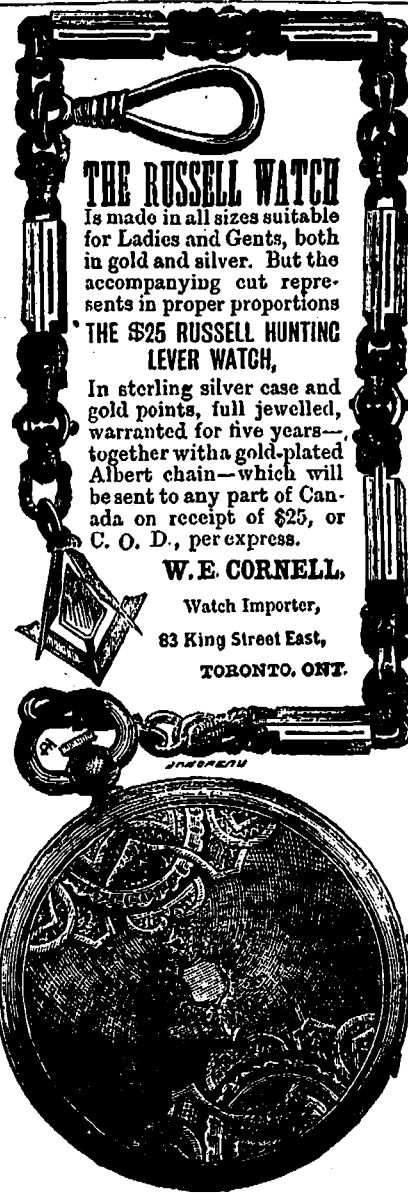 THE RUSSELL WATCH
Is made in all sizes suitable
for Ladies and Gents, both
in gold and silver. But the
accompanying cut repre-
sents in proper proportions
THE $25 RUSSELL HUNTING
LEVER WATCH,
In sterling silver case and
gold points, full jewelled,
warranted for five years—
together with a gold-plated
Albert chain—which will
be sent to any part of Can-
ada on receipt of $25, or
C. O. D., per express.
W. E. CORNELL,
Watch Importer,
83 King Street East,
TORONTO, ONT.